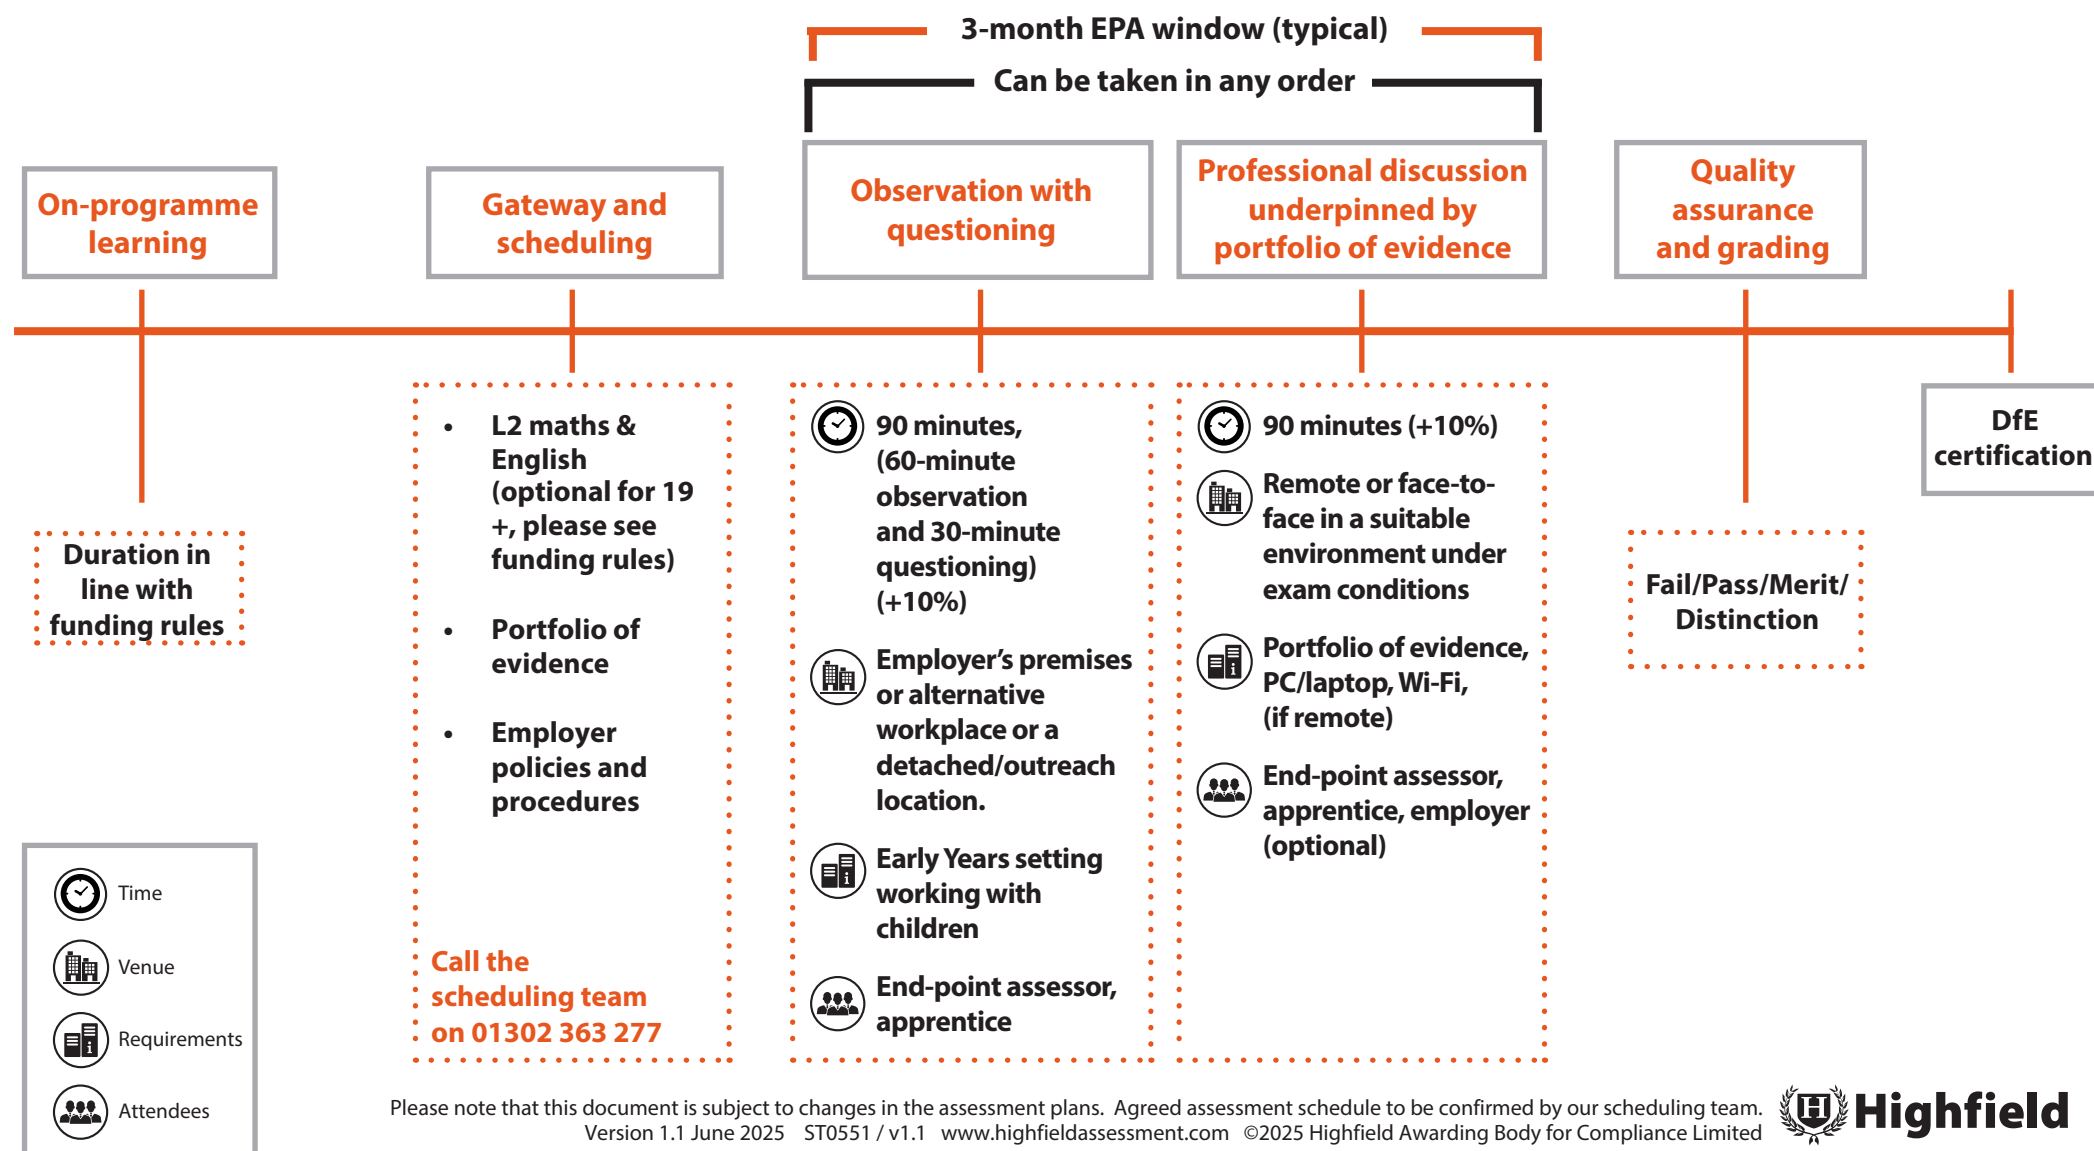 3-month EPA window (typical)
Can be taken in any order
On-programme
learning
Duration in
line with
funding rules
Gateway and
scheduling
• L2 maths &
English
(optional for 19
+, please see
funding rules)
• Portfolio of
evidence
• Employer
policies and
procedures
Call the
scheduling team
on 01302 363 277
Observation with
questioning
90 minutes,
(60-minute
observation
and 30-minute
questioning)
(+10%)
Employer’s premises
or alternative
workplace or a
detached/outreach
location.
Early Years setting
working with
children
End-point assessor,
apprentice
Professional discussion
underpinned by
portfolio of evidence
90 minutes (+10%)
Remote or face-to-
face in a suitable
environment under
exam conditions
Portfolio of evidence,
PC/laptop, Wi-Fi,
(if remote)
End-point assessor,
apprentice, employer
(optional)
Quality
assurance
and grading
Fail/Pass/Merit/
Distinction
DfE
certification
Time
Venue
Requirements
Attendees
Please note that this document is subject to changes in the assessment plans. Agreed assessment schedule to be confirmed by our scheduling team.
Version 1.1 June 2025 ST0551 / v1.1 www.highfieldassessment.com ©2025 Highfield Awarding Body for Compliance Limited
H Highfield